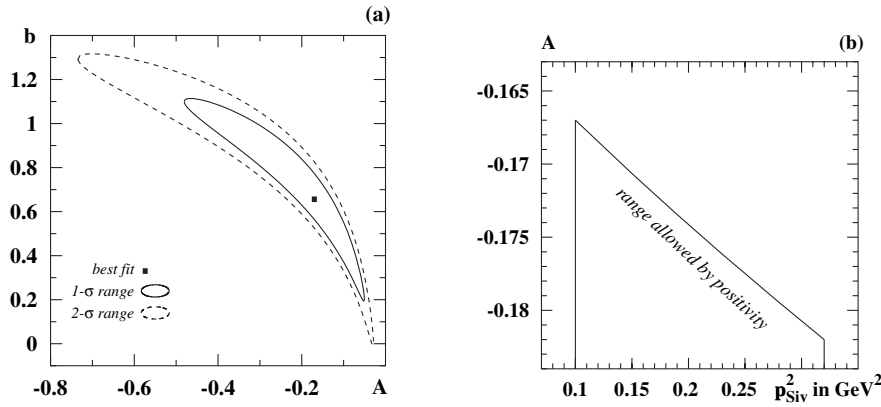 (a)
b
1.2
1
0.8
0.6
0.4
0.2
0
best fit
1-σ range
2-σ range
-0.8 -0.6 -0.4 -0.2 A
A (b)
-0.165
-0.17
-0.175
-0.18
range allowed by positivity
0.1 0.15 0.2 0.25 p²_Siv in GeV²